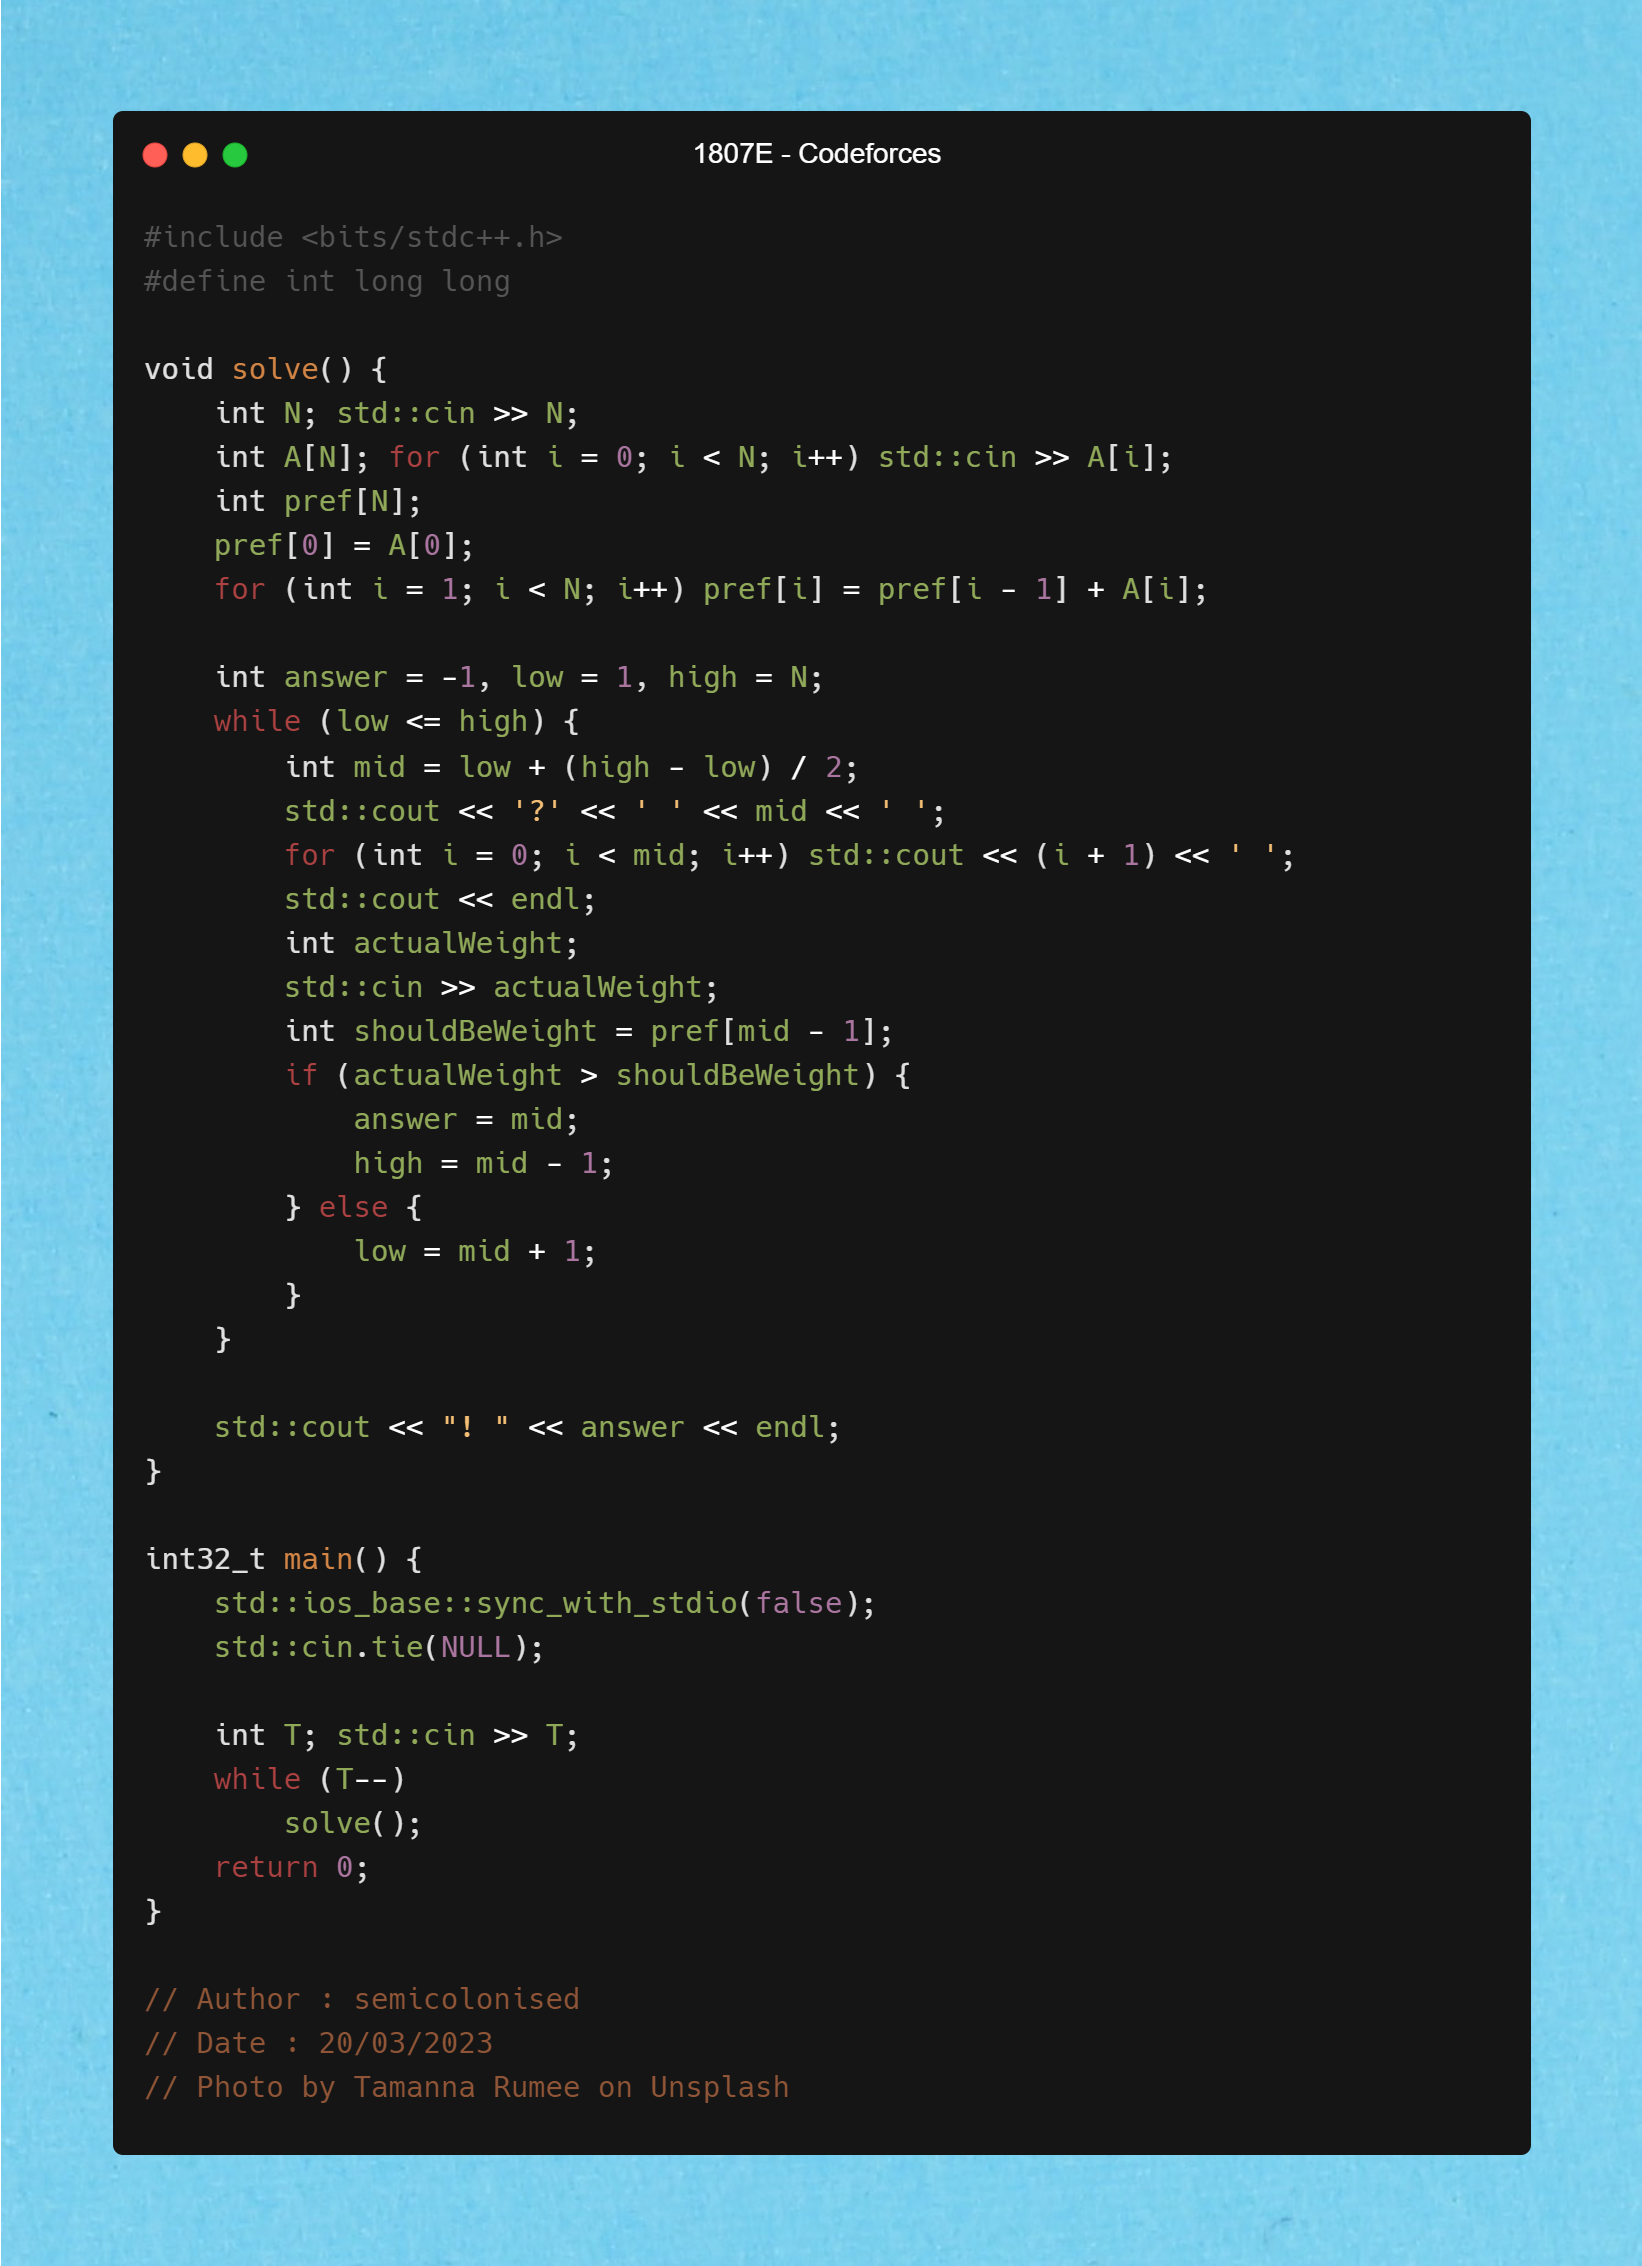 1807E - Codeforces
#include <bits/stdc++.h>
#define int long long
void solve() {
    int N; std::cin >> N;
    int A[N]; for (int i = 0; i < N; i++) std::cin >> A[i];
    int pref[N];
    pref[0] = A[0];
    for (int i = 1; i < N; i++) pref[i] = pref[i - 1] + A[i];
    int answer = -1, low = 1, high = N;
    while (low <= high) {
        int mid = low + (high - low) / 2;
        std::cout << '?' << ' ' << mid << ' ';
        for (int i = 0; i < mid; i++) std::cout << (i + 1) << ' ';
        std::cout << endl;
        int actualWeight;
        std::cin >> actualWeight;
        int shouldBeWeight = pref[mid - 1];
        if (actualWeight > shouldBeWeight) {
            answer = mid;
            high = mid - 1;
        } else {
            low = mid + 1;
        }
    }
    std::cout << "! " << answer << endl;
}
int32_t main() {
    std::ios_base::sync_with_stdio(false);
    std::cin.tie(NULL);
    int T; std::cin >> T;
    while (T--)
        solve();
    return 0;
}
// Author : semicolonised
// Date : 20/03/2023
// Photo by Tamanna Rumee on Unsplash